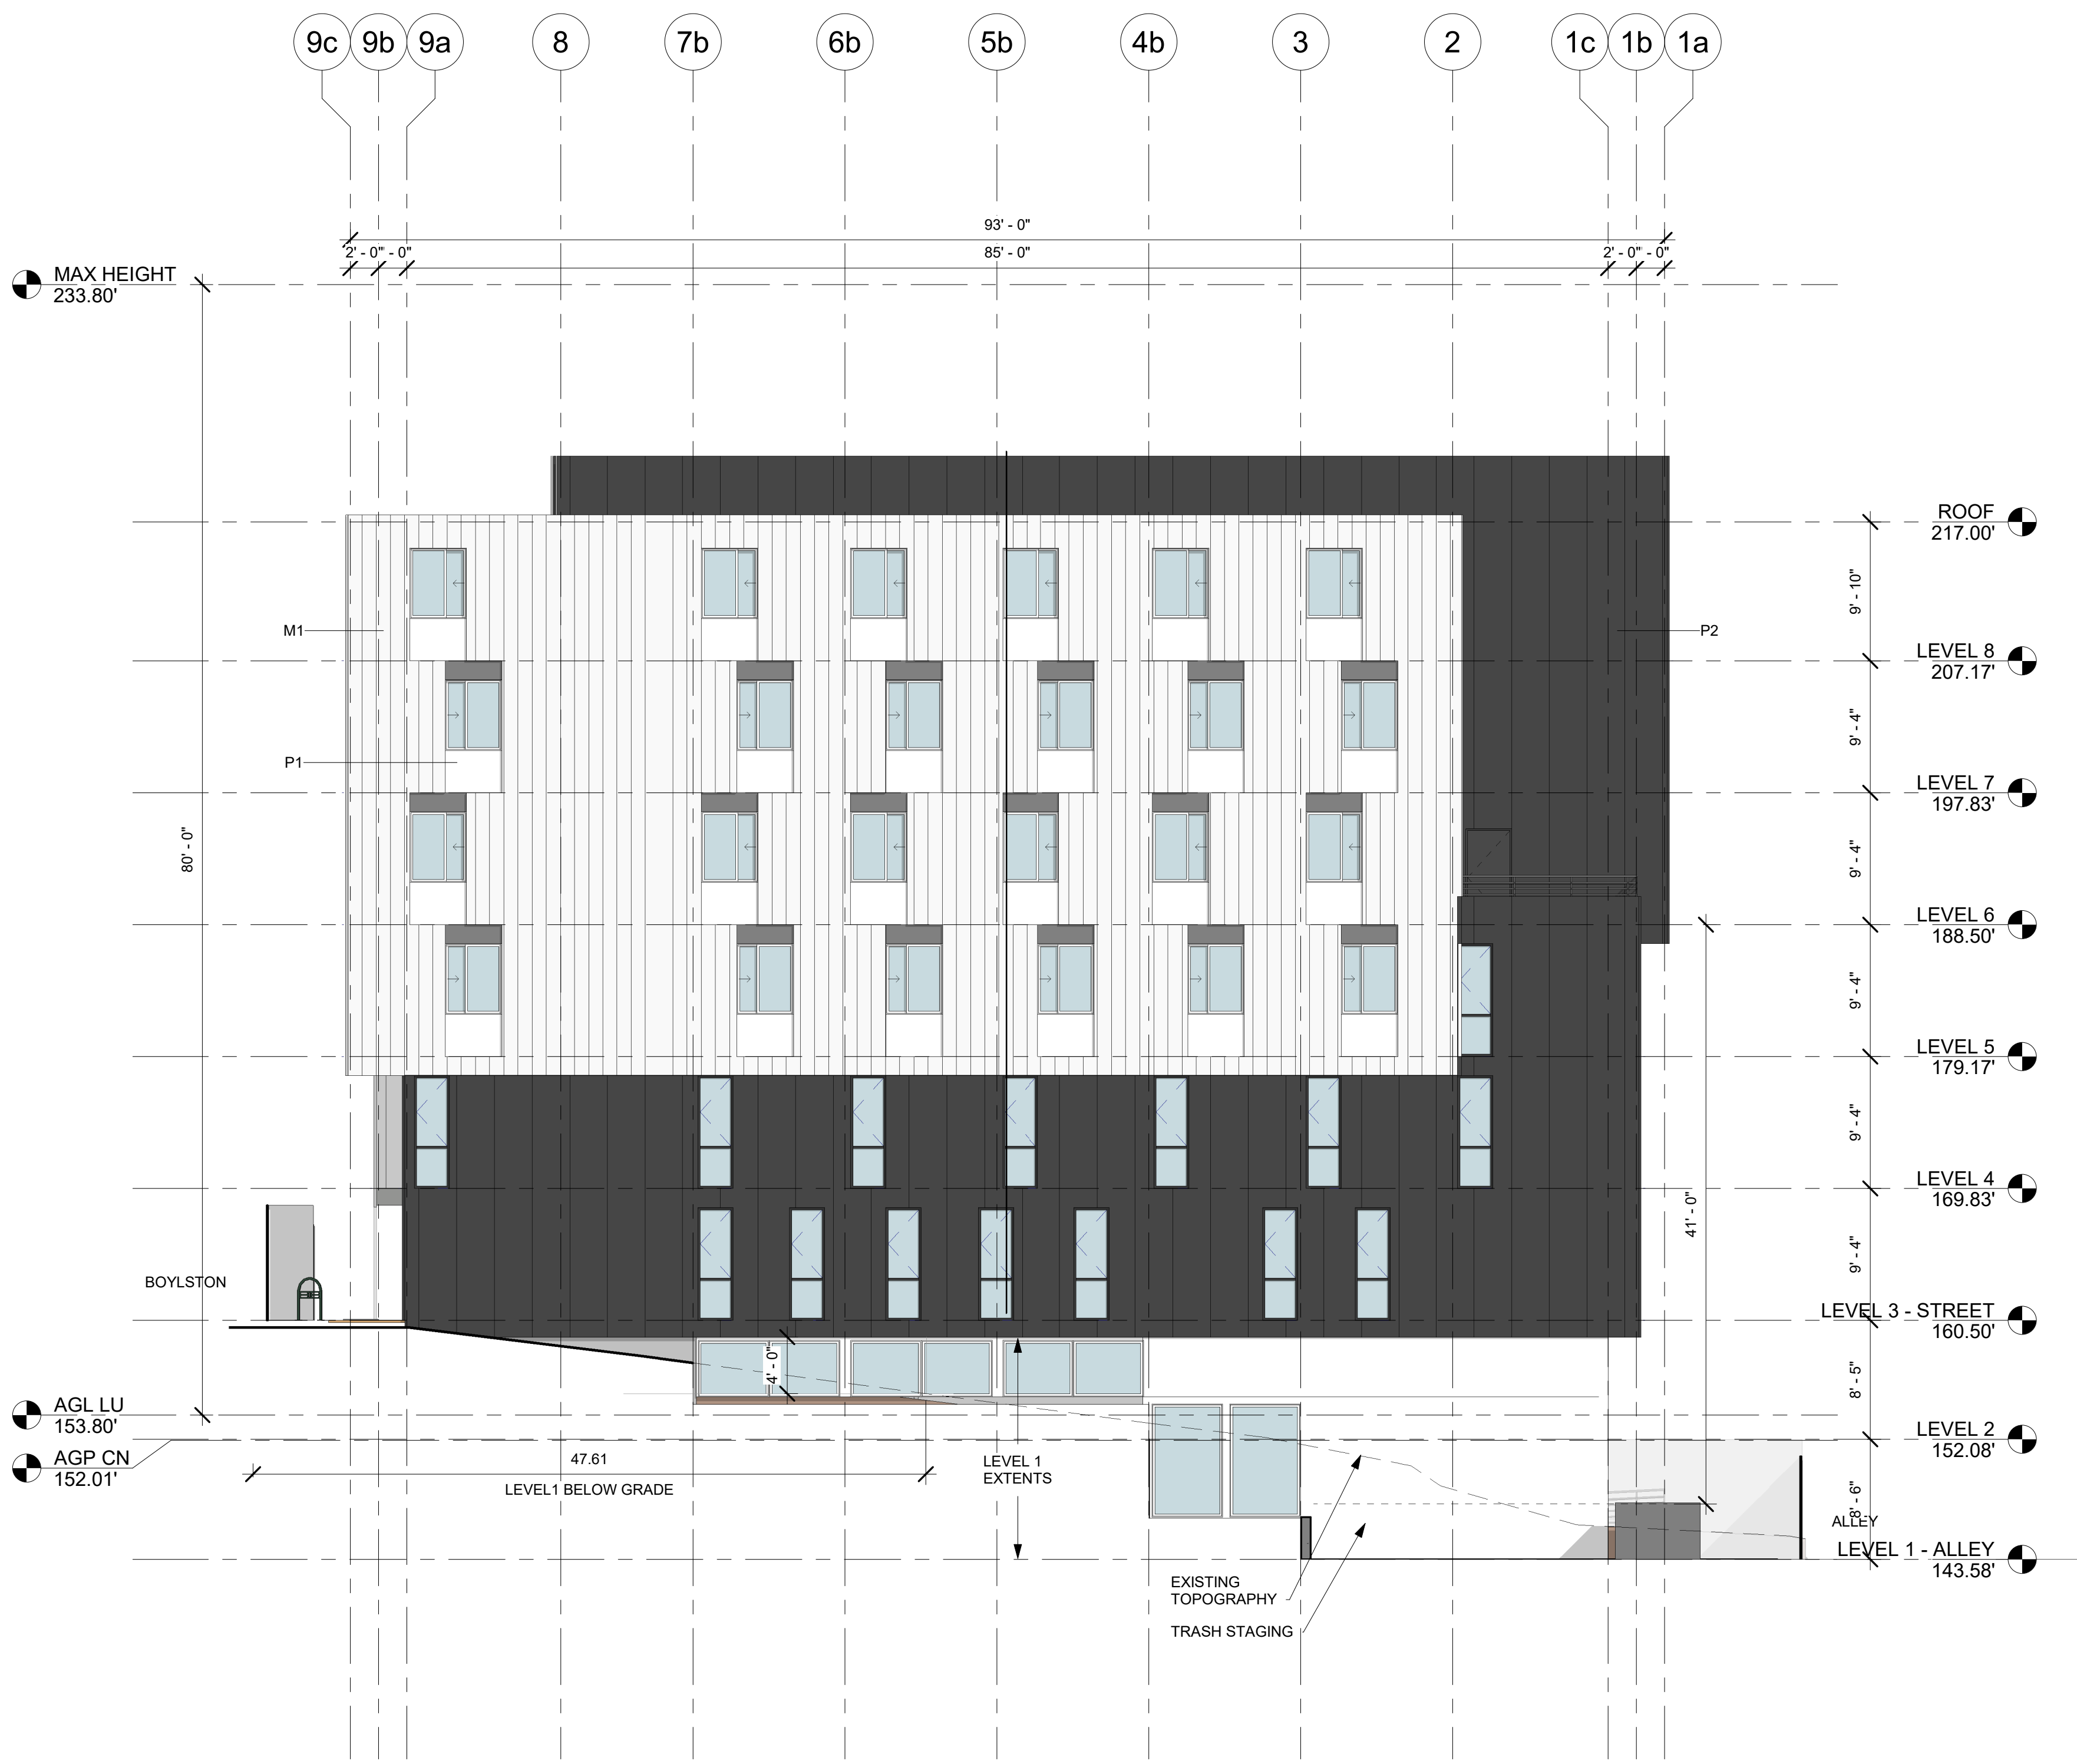 9c 9b 9a 8 7b 6b 5b 4b 3 2 1c 1b 1a
93' - 0"
2' - 0" - 0" 85' - 0" 2' - 0" - 0"
MAX HEIGHT
233.80'
ROOF
217.00'
9' - 10"
M1
P2
LEVEL 8
207.17'
9' - 4"
P1
LEVEL 7
197.83'
80' - 0"
9' - 4"
LEVEL 6
188.50'
9' - 4"
LEVEL 5
179.17'
9' - 4"
LEVEL 4
169.83'
41' - 0"
9' - 4"
BOYLSTON
LEVEL 3 - STREET
160.50'
4' - 0"
8' - 5"
AGL LU
153.80'
LEVEL 2
152.08'
AGP CN
152.01'
47.61
LEVEL1 BELOW GRADE
LEVEL 1
EXTENTS
8' - 6"
ALLEY
LEVEL 1 - ALLEY
143.58'
EXISTING
TOPOGRAPHY
TRASH STAGING